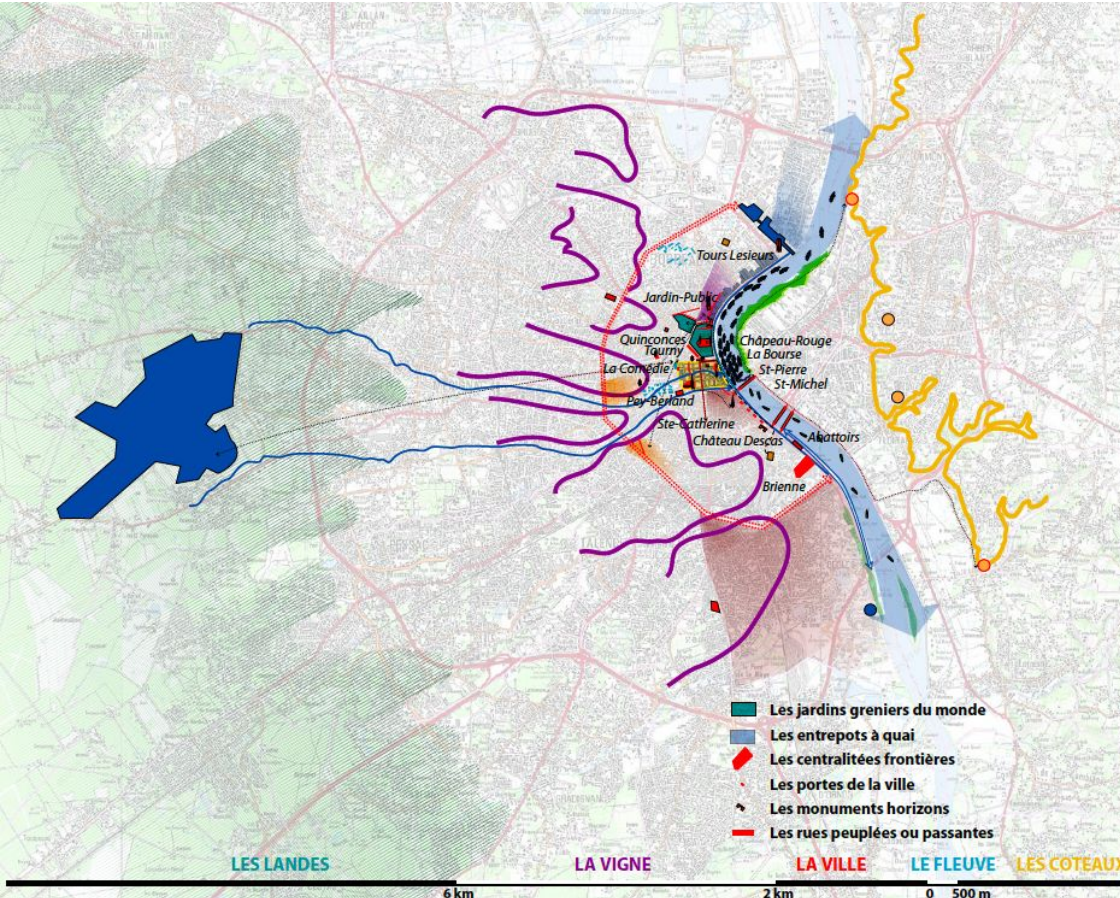 Tours Lesieurs
Jardin-Public
Quinconces
Tourny
La Comédie
Châpeau-Rouge
La Bourse
St-Pierre
St-Michel
Pey-Berland
Ste-Catherine
Château Descas
Abattoirs
Brienne
Les jardins greniers du monde
Les entrepots à quai
Les centralitées frontières
Les portes de la ville
Les monuments horizons
Les rues peuplées ou passantes
LES LANDES
LA VIGNE
LA VILLE
LE FLEUVE
LES COTEAUX
6 km
2 km
0
500 m